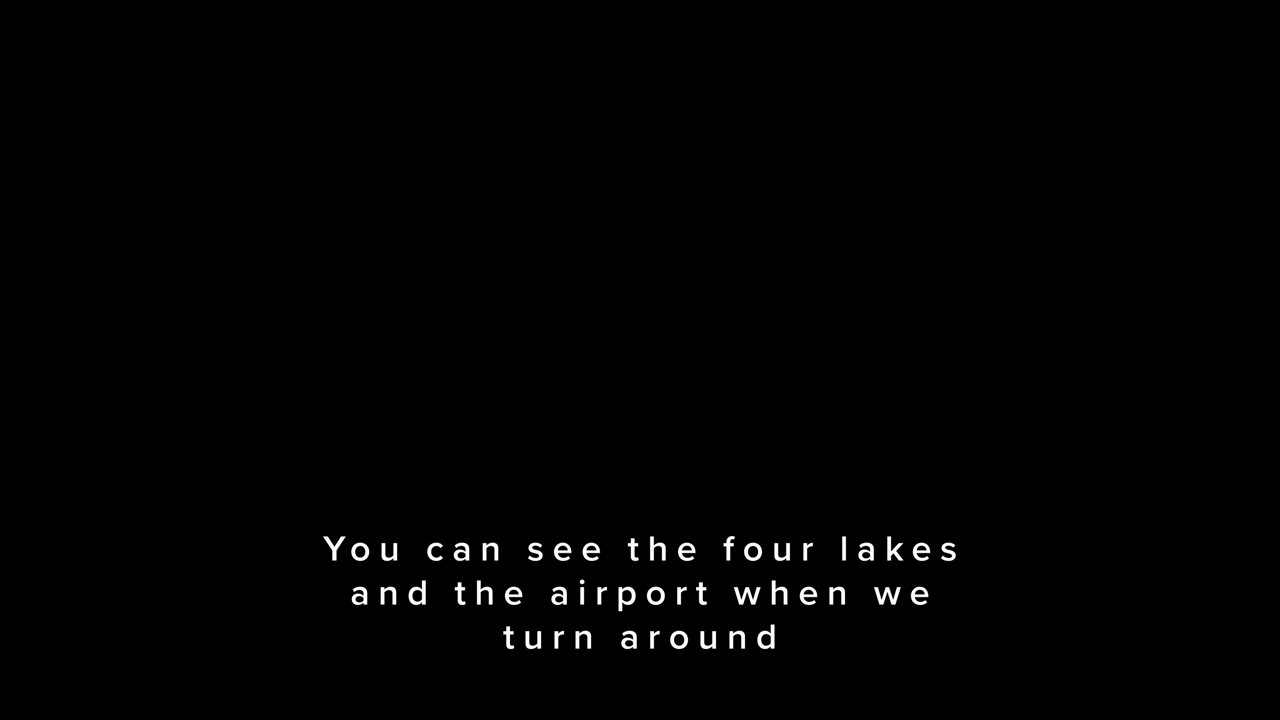 You can see the four lakes
and the airport when we
turn around